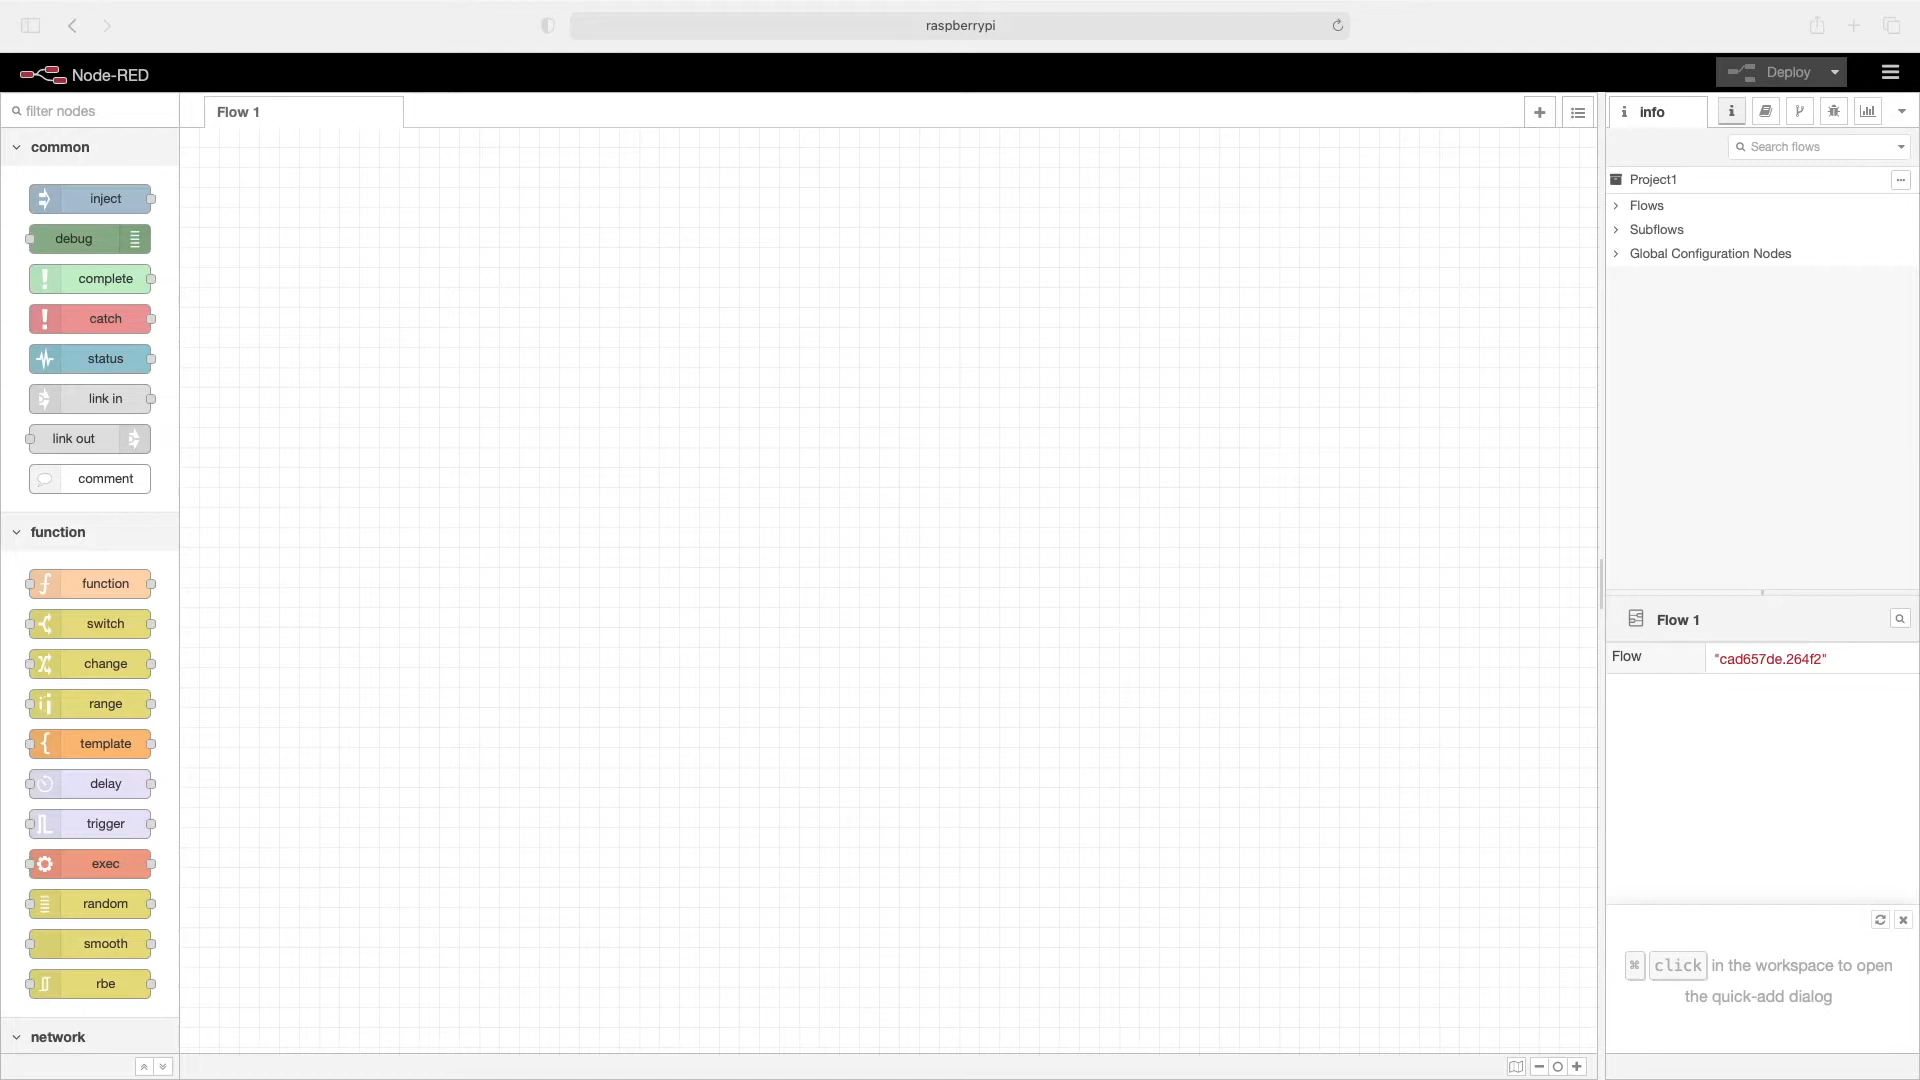 raspberrypi
Node-RED
Deploy
filter nodes
Flow 1
info
Search flows
common
inject
debug
complete
catch
status
link in
link out
comment
function
function
switch
change
range
template
delay
trigger
exec
random
smooth
rbe
network
Project1
Flows
Subflows
Global Configuration Nodes
Flow 1
Flow "cad657de.264f2"
⌘ click in the workspace to open
the quick-add dialog